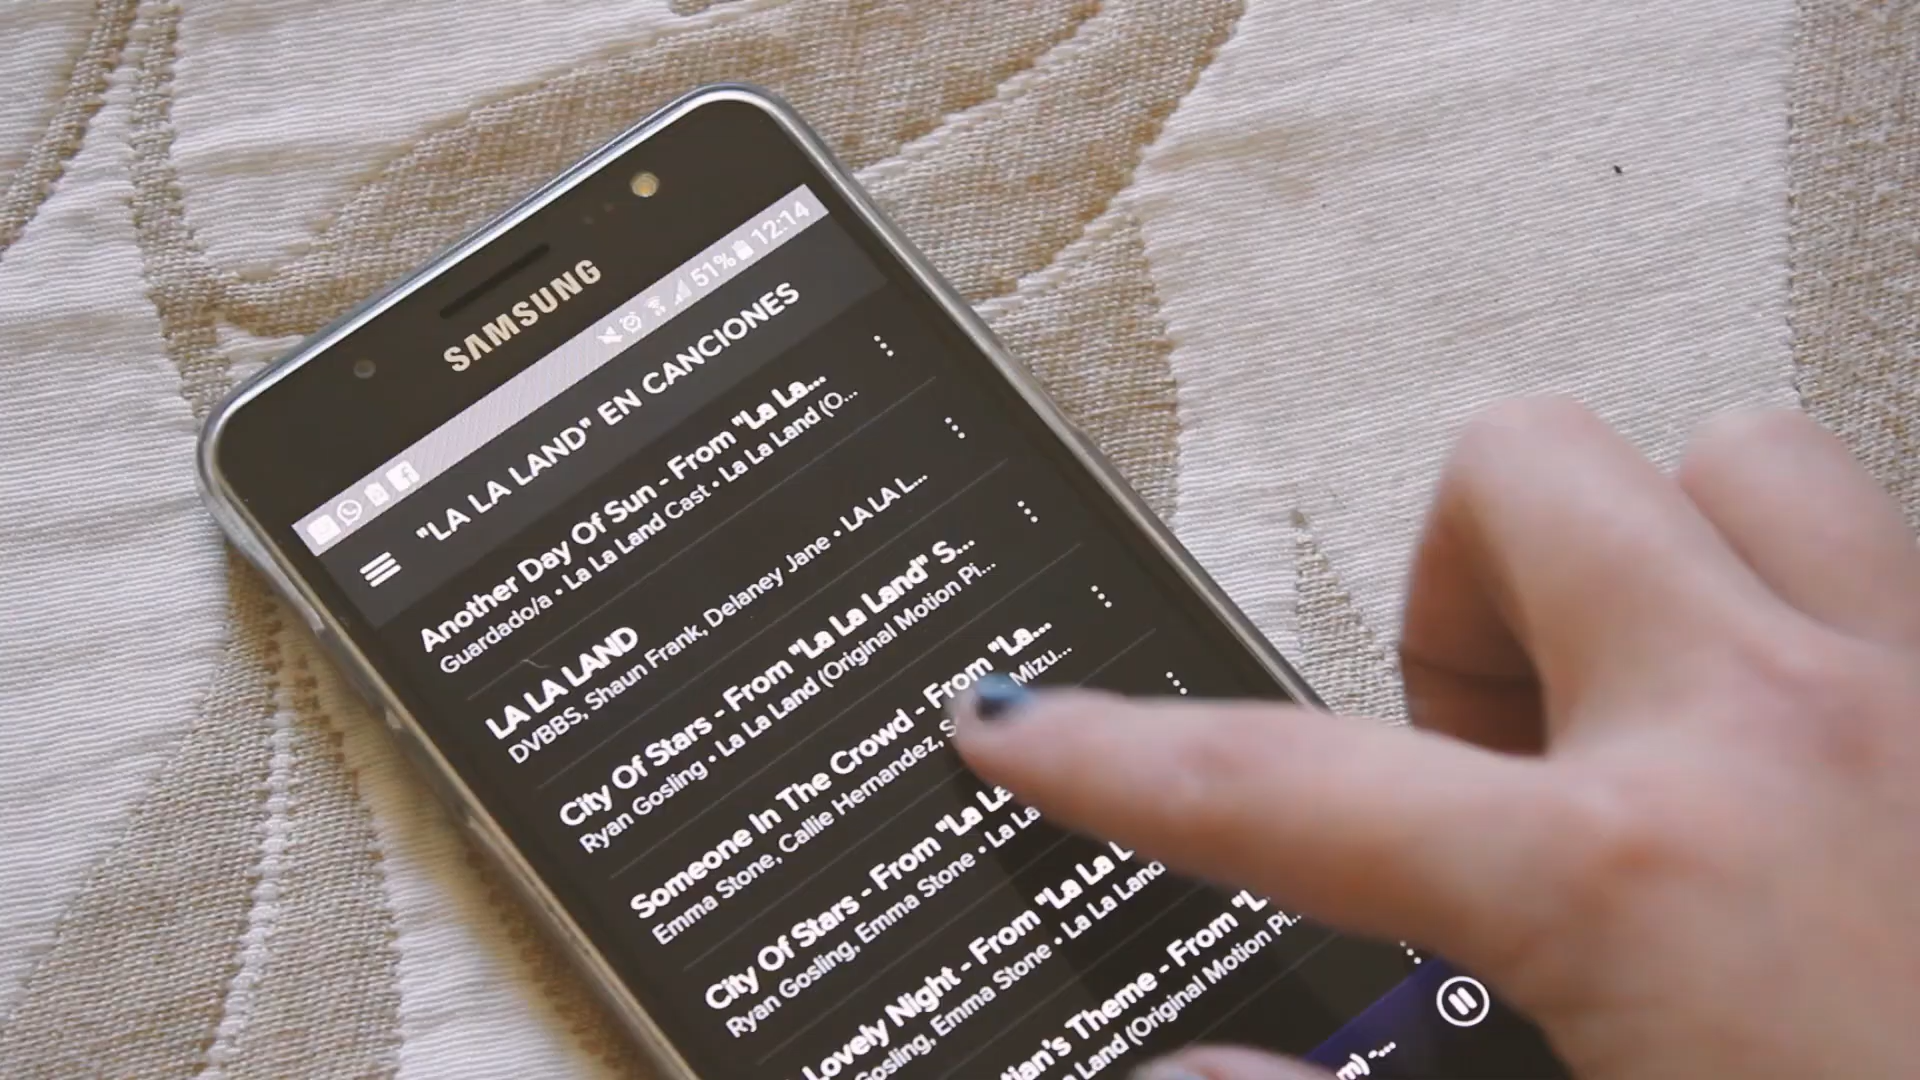 SAMSUNG
51% 12:14
"LA LA LAND" EN CANCIONES
Another Day Of Sun - From "La La...
Guardado/a • La La Land Cast • La La Land (O...
LA LA LAND
DVBBS, Shaun Frank, Delaney Jane • LA LA L...
City Of Stars - From "La La Land" S...
Ryan Gosling • La La Land (Original Motion Pi...
Someone In The Crowd - From "La...
Emma Stone, Callie Hernandez, S Mizu...
City Of Stars - From "La La
Ryan Gosling, Emma Stone • La La
Lovely Night - From "La La L
Gosling, Emma Stone • La La Land
tian's Theme - From "L...
Land (Original Motion Pi...
m) -...